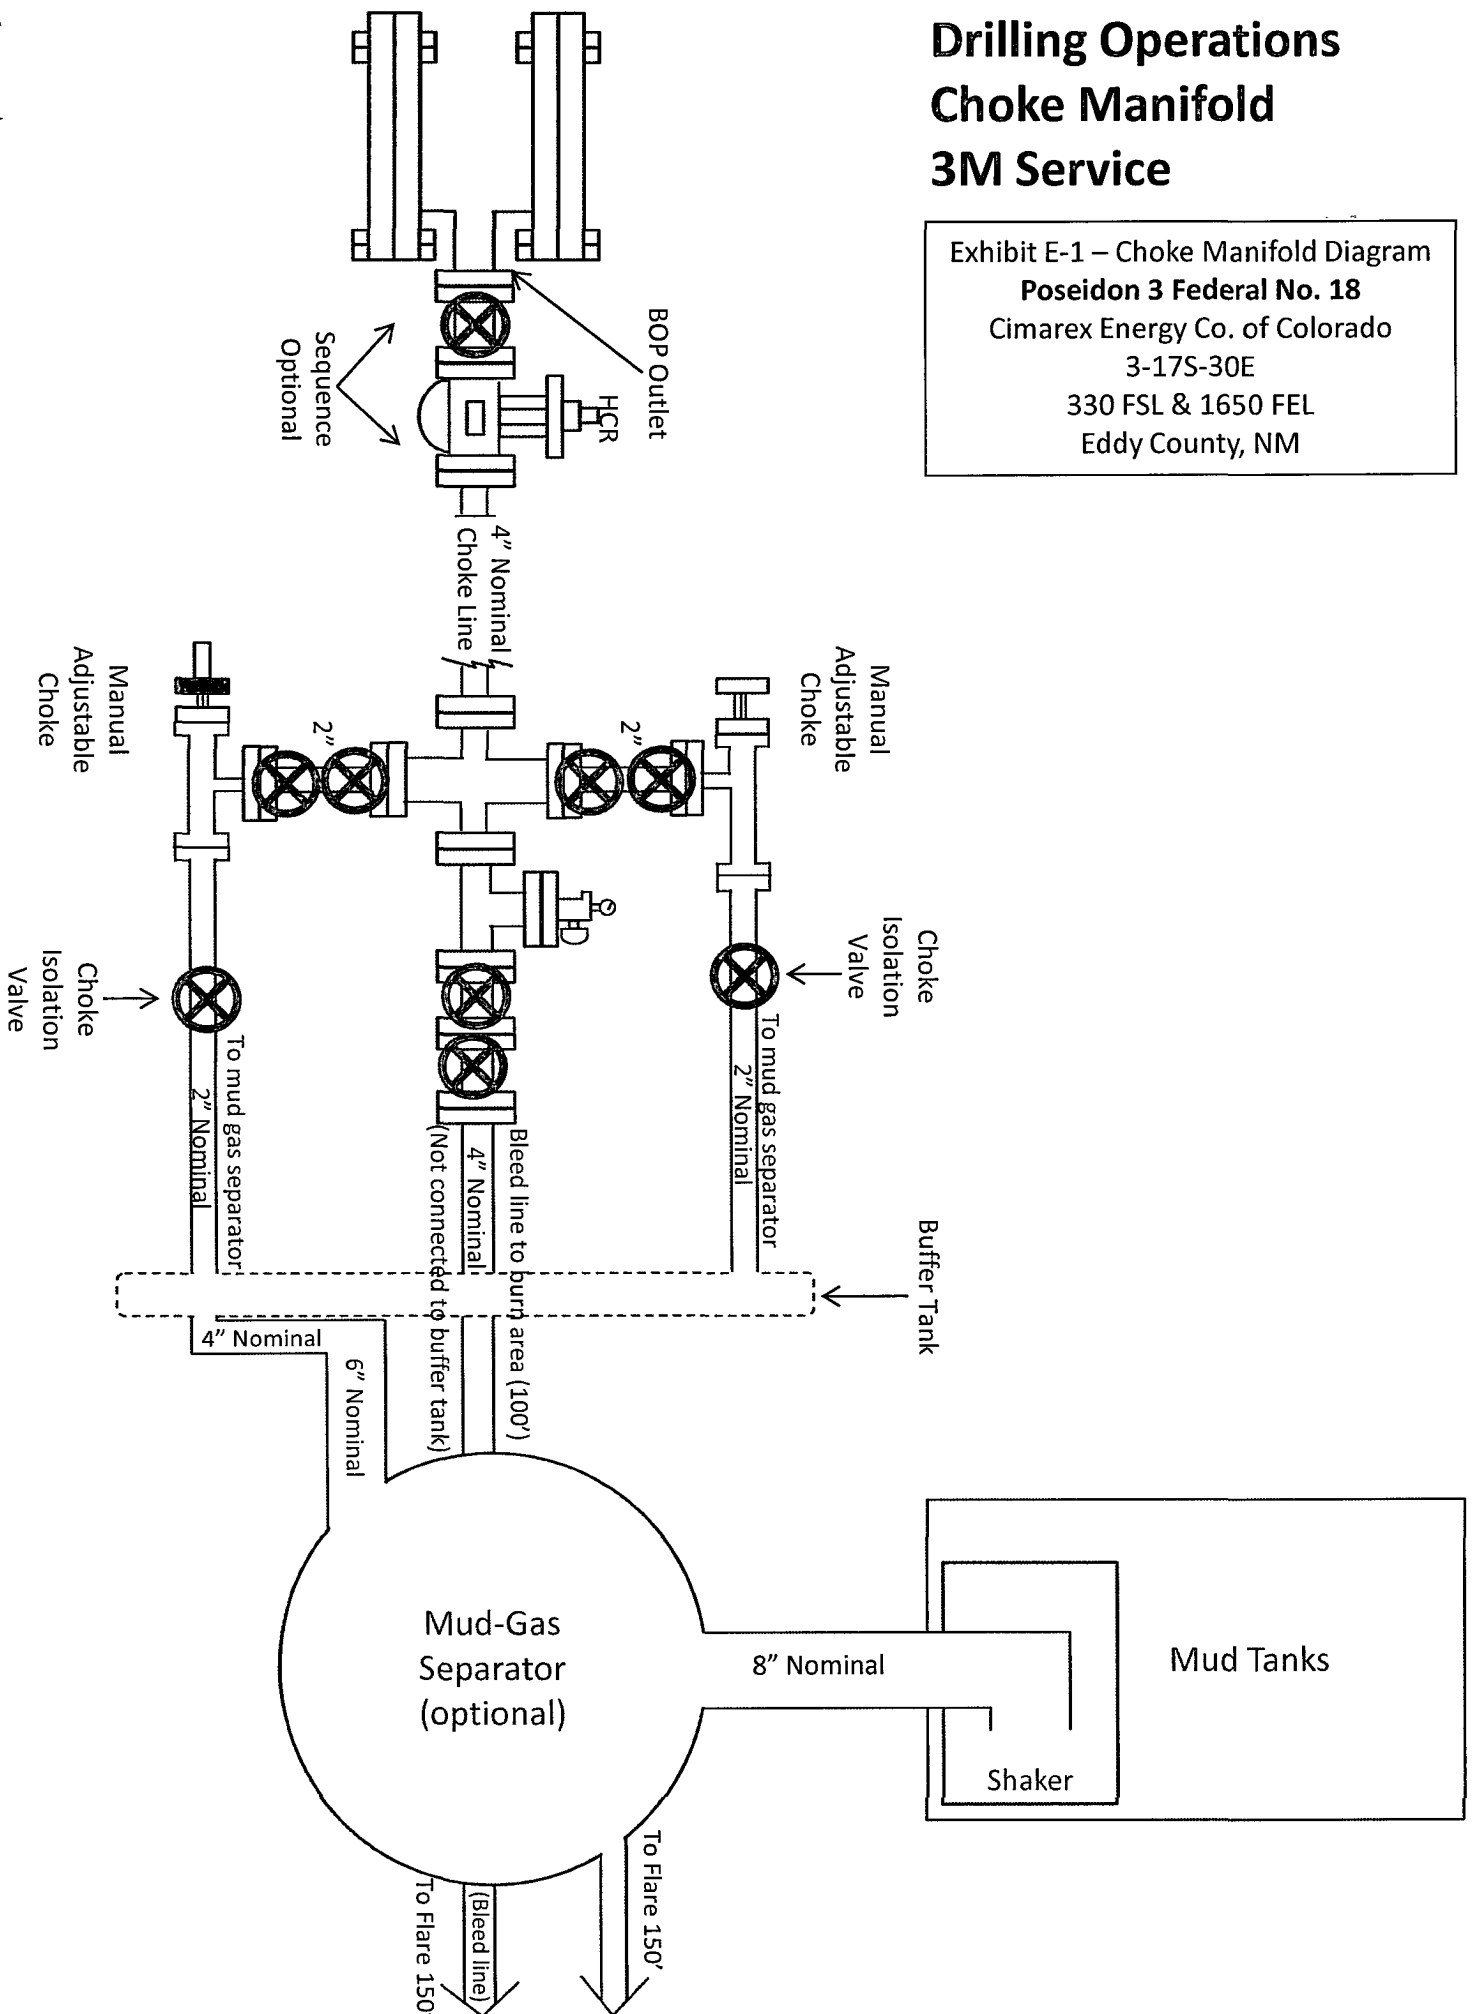 Drilling Operations
Choke Manifold
3M Service
Exhibit E-1 – Choke Manifold Diagram
Poseidon 3 Federal No. 18
Cimarex Energy Co. of Colorado
3-17S-30E
330 FSL & 1650 FEL
Eddy County, NM
BOP Outlet
HCR
Sequence
Optional
4” Nominal
Choke Line
Manual
Adjustable
Choke
2”
2”
Manual
Adjustable
Choke
Choke
Isolation
Valve
Choke
Isolation
Valve
To mud gas separator
2” Nominal
Bleed line to burn area (100’)
4” Nominal
(Not connected to buffer tank)
To mud gas separator
2” Nominal
Buffer Tank
4” Nominal
6” Nominal
Mud-Gas
Separator
(optional)
8” Nominal
Mud Tanks
Shaker
To Flare 150’
(Bleed line)
To Flare 150’